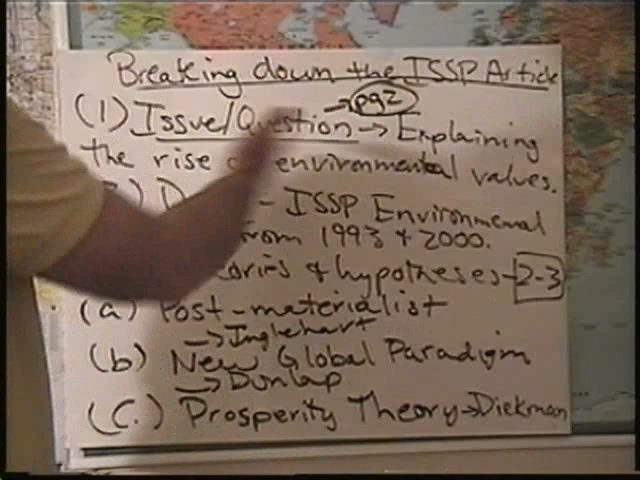 Breaking down the ISSP Article
(1) Issue/Question → Explaining
→ pg2
the rise environmental values.
- ISSP Environmental
from 1993 & 2000.
& hypotheses - 2-3
(a) Post-materialist
→ Inglehart
(b) New Global Paradigm
→ Dunlap
(C.) Prosperity Theory → Diekman